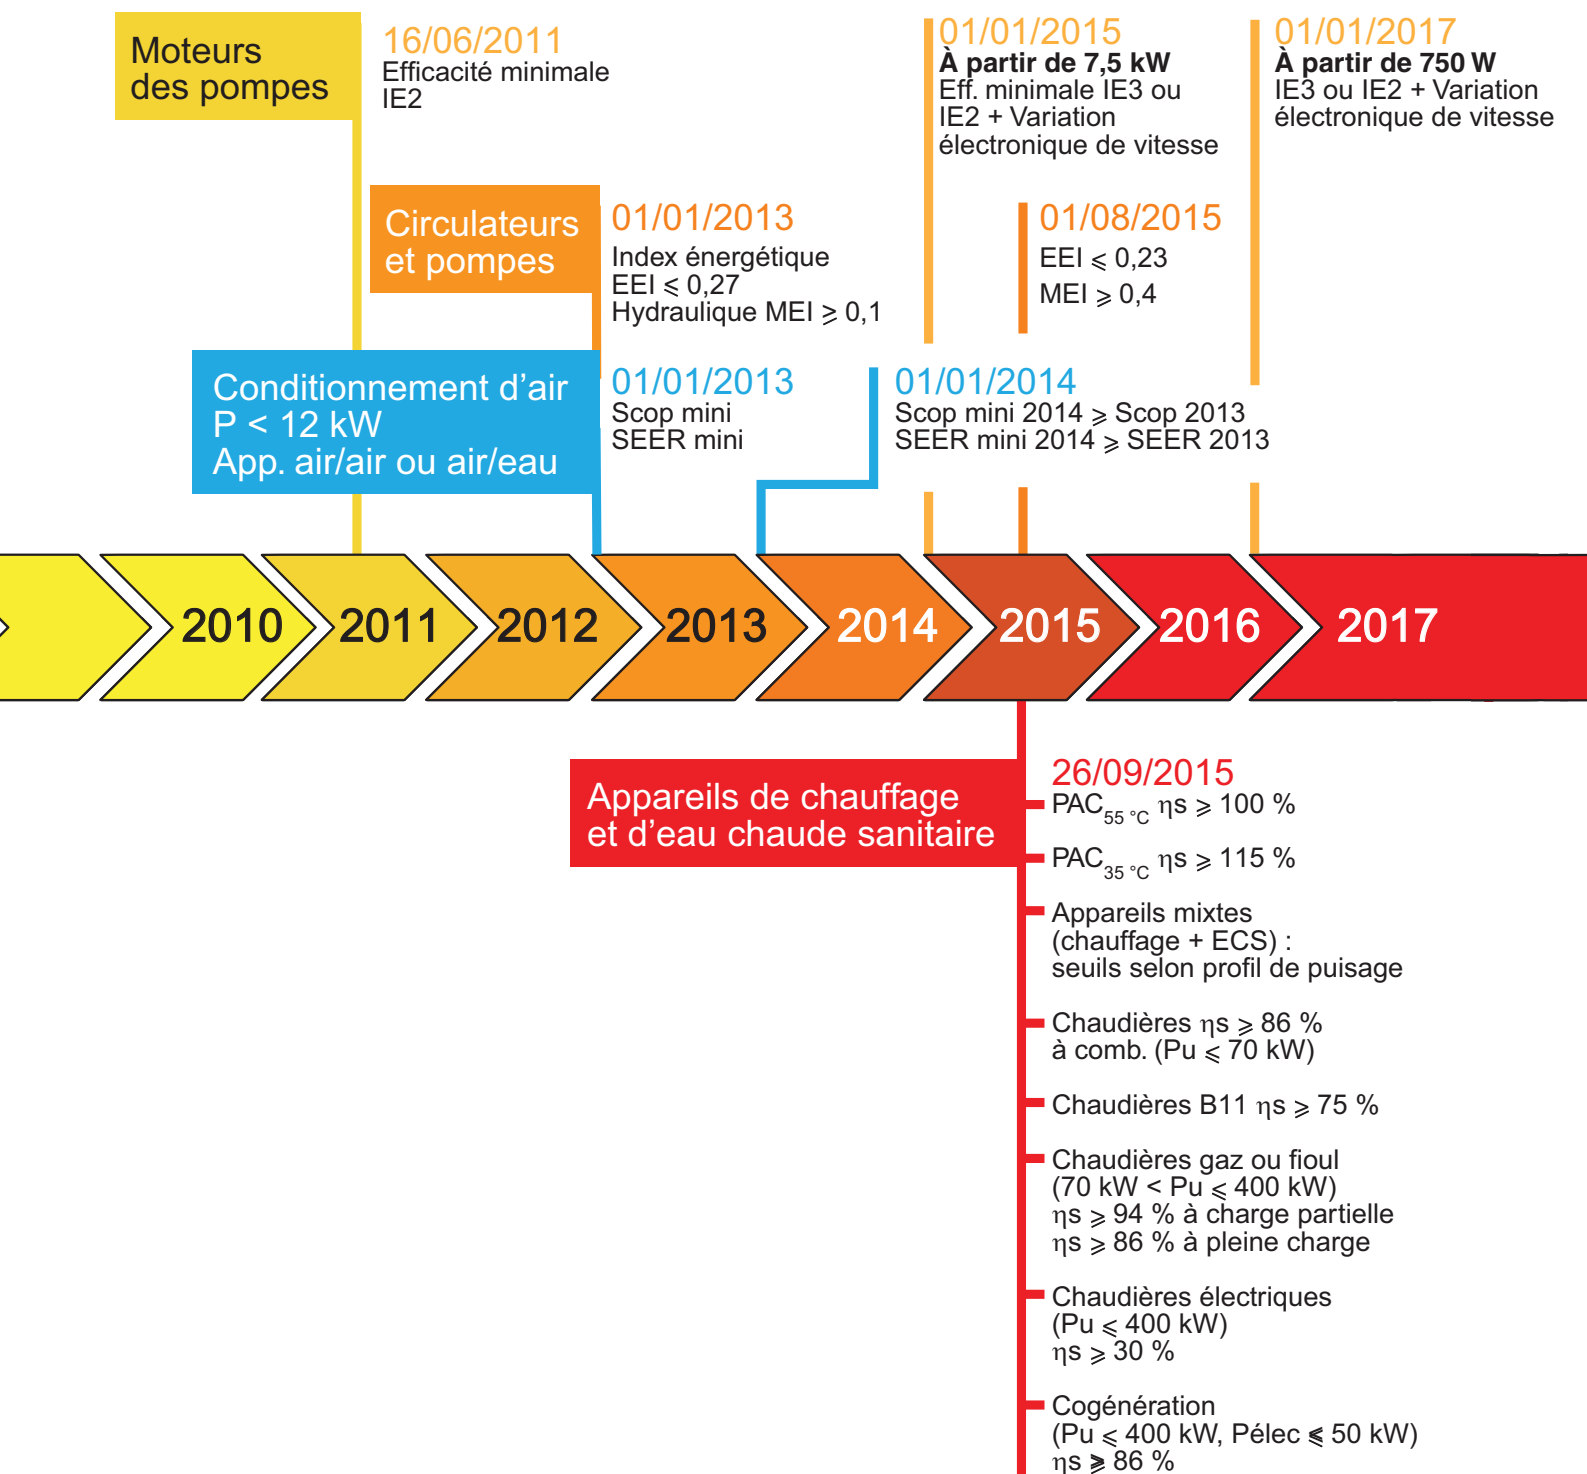 Moteurs
des pompes
16/06/2011
Efficacité minimale
IE2
01/01/2015
À partir de 7,5 kW
Eff. minimale IE3 ou
IE2 + Variation
électronique de vitesse
01/01/2017
À partir de 750 W
IE3 ou IE2 + Variation
électronique de vitesse
Circulateurs
et pompes
01/01/2013
Index énergétique
EEI ⩽ 0,27
Hydraulique MEI ⩾ 0,1
01/08/2015
EEI ⩽ 0,23
MEI ⩾ 0,4
Conditionnement d’air
P < 12 kW
App. air/air ou air/eau
01/01/2013
Scop mini
SEER mini
01/01/2014
Scop mini 2014 ⩾ Scop 2013
SEER mini 2014 ⩾ SEER 2013
2010 2011 2012 2013 2014 2015 2016 2017
Appareils de chauffage
et d’eau chaude sanitaire
26/09/2015
PAC55 °C ηs ⩾ 100 %
PAC35 °C ηs ⩾ 115 %
Appareils mixtes
(chauffage + ECS) :
seuils selon profil de puisage
Chaudières ηs ⩾ 86 %
à comb. (Pu ⩽ 70 kW)
Chaudières B11 ηs ⩾ 75 %
Chaudières gaz ou fioul
(70 kW < Pu ⩽ 400 kW)
ηs ⩾ 94 % à charge partielle
ηs ⩾ 86 % à pleine charge
Chaudières électriques
(Pu ⩽ 400 kW)
ηs ⩾ 30 %
Cogénération
(Pu ⩽ 400 kW, Pélec ⩽ 50 kW)
ηs ⩾ 86 %